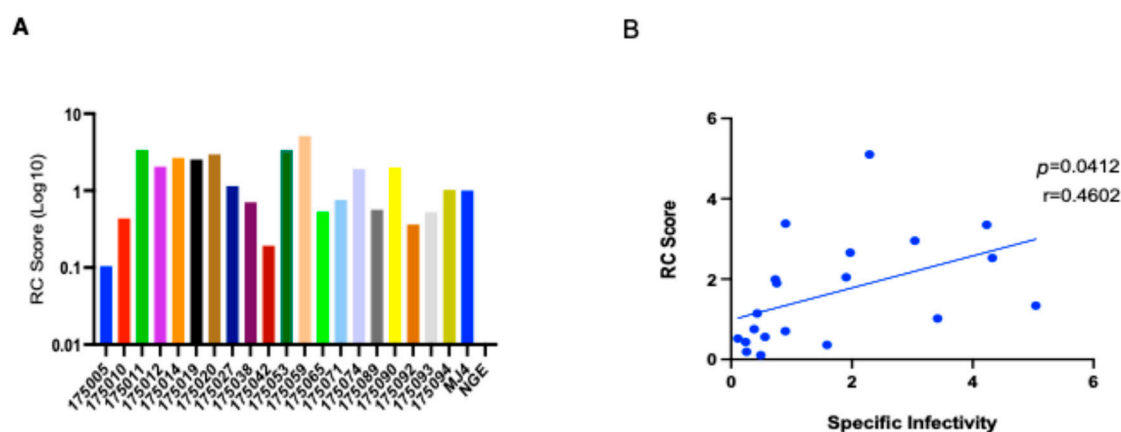 A
RC Score (Log10)
10
1
0.1
0.01
175005
175010
175011
175012
175014
175019
175020
175027
175038
175042
175053
175059
175065
175071
175074
175089
175090
175092
175093
175094
MJ4
NGE
B
RC Score
6
4
2
0
p=0.0412
r=0.4602
0 2 4 6
Specific Infectivity